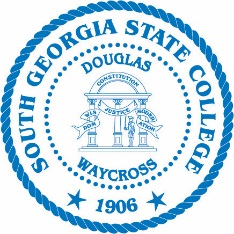 SOUTH GEORGIA STATE COLLEGE
DOUGLAS
CONSTITUTION
WISDOM JUSTICE MODERATION
WAYCROSS
★ 1906 ★